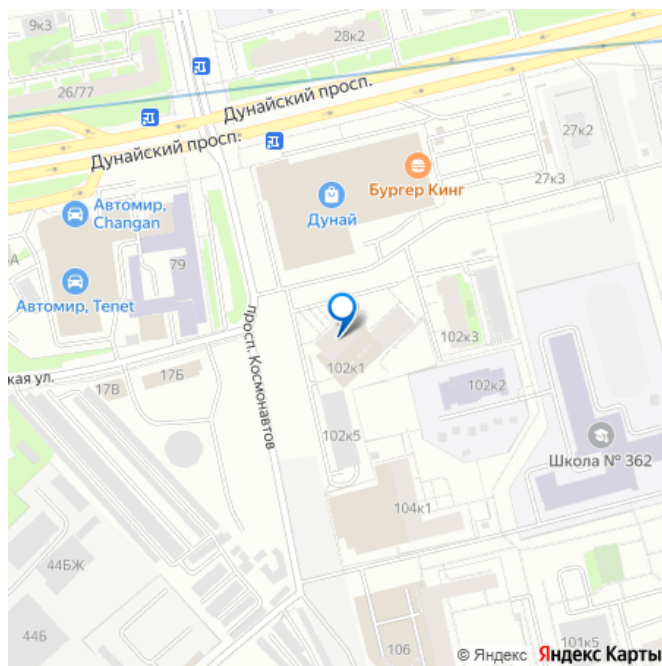 9к3
28к2
26/77
Дунайский просп.
Дунайский просп.
27к2
Бургер Кинг
27к3
Автомир,
Changan
Дунай
79
Автомир, Tenet
просп. Космонавтов
102к3
102к1
кая ул.
17В
17Б
102к2
102к5
Школа № 362
104к1
44БЖ
44Б
106
101к5
© Яндекс Яндекс Карты